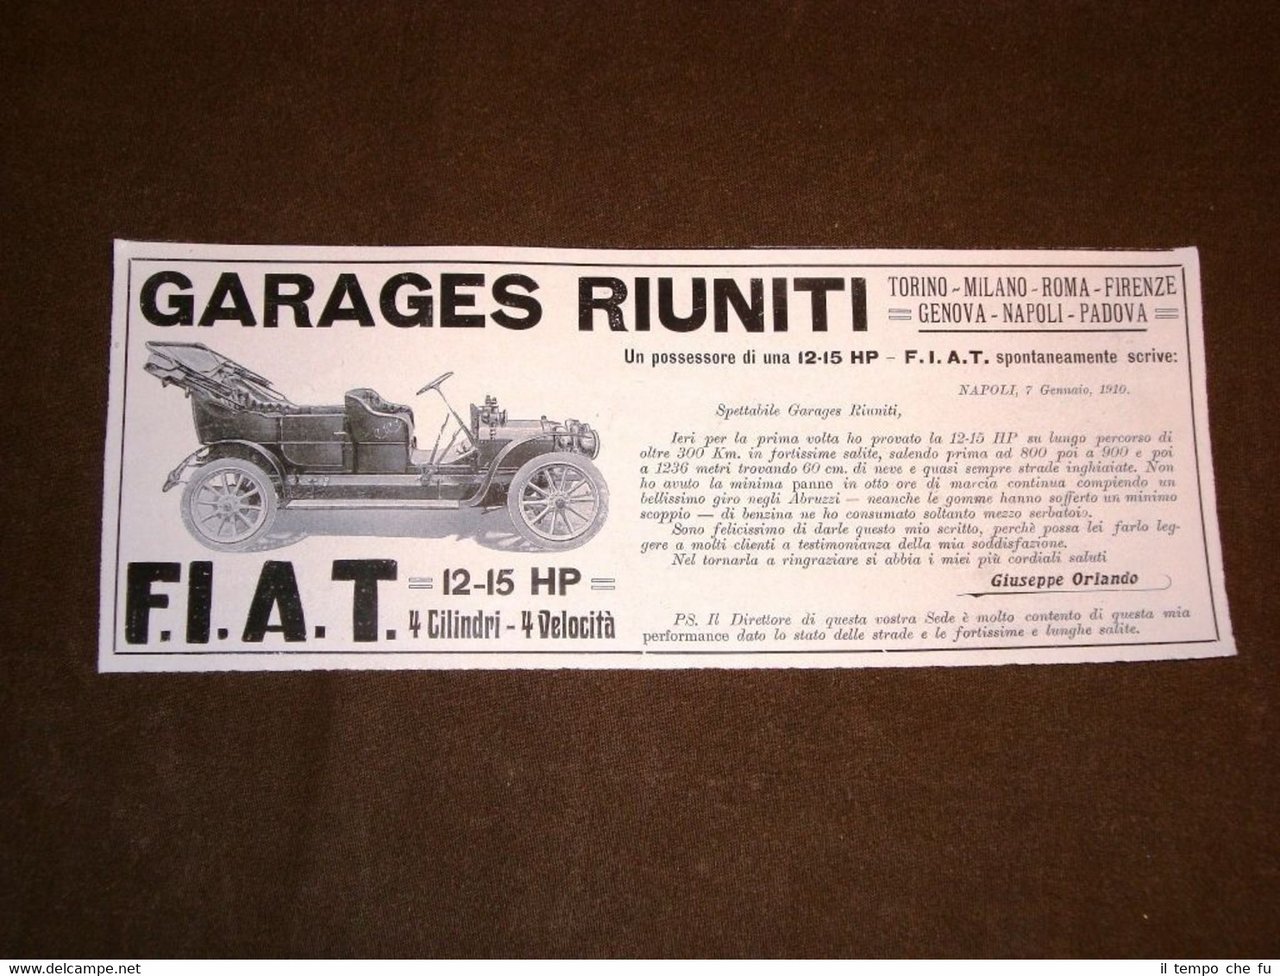 GARAGES RIUNITI
TORINO - MILANO - ROMA - FIRENZE
= GENOVA - NAPOLI - PADOVA =
Un possessore di una 12-15 HP - F.I.A.T. spontaneamente scrive:
NAPOLI, 7 Gennaio, 1910.
Spettabile Garages Riuniti,
Ieri per la prima volta ho provato la 12-15 HP su lungo percorso di
oltre 300 Km. in fortissime salite, salendo prima ad 800 poi a 900 e poi
a 1236 metri trovando 60 cm. di neve e quasi sempre strade inghiaiate. Non
ho avuto la minima panne in otto ore di marcia continua compiendo un
bellissimo giro negli Abruzzi — neanche le gomme hanno sofferto un minimo
scoppio — di benzina ne ho consumato soltanto mezzo serbatoio.
Sono felicissimo di darle questo mio scritto, perchè possa lei farlo leg-
gere a molti clienti a testimonianza della mia soddisfazione.
Nel tornarla a ringraziare si abbia i miei più cordiali saluti
Giuseppe Orlando
PS. Il Direttore di questa vostra Sede è molto contento di questa mia
performance dato lo stato delle strade e le fortissime e lunghe salite.
F.I.A.T. = 12-15 HP =
4 Cilindri - 4 Velocità
www.delcampe.net
il tempo che fu